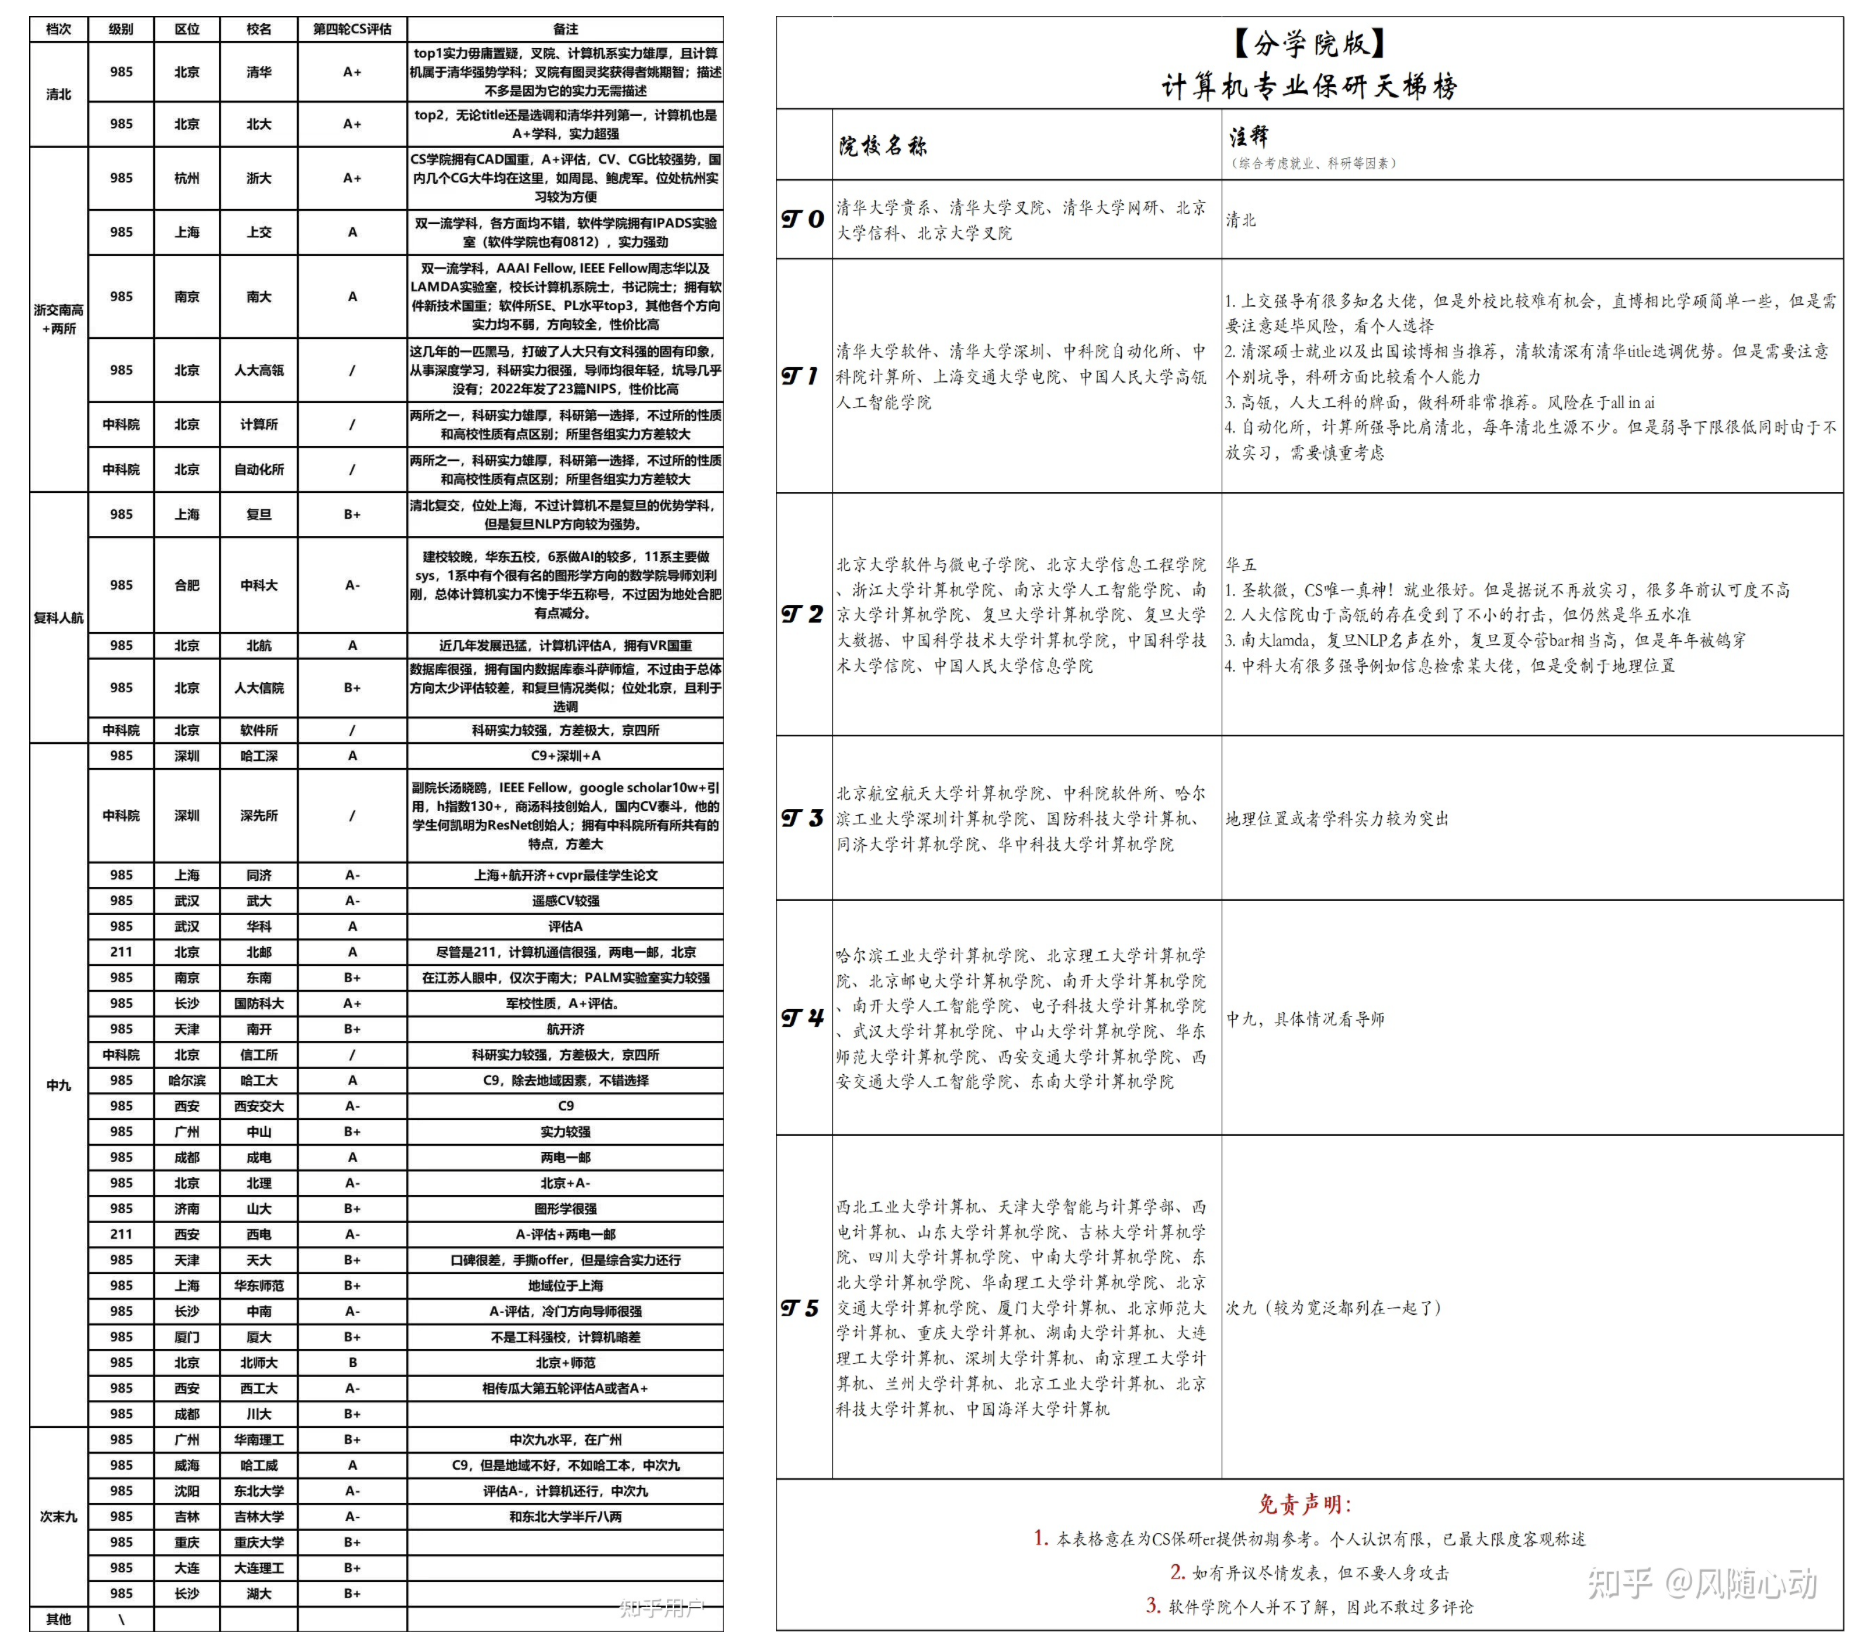 档次 级别 区位 校名 第四轮CS评估 备注
清北
985 北京 清华 A+
top1实力毋庸置疑，叉院、计算机系实力雄厚，且计算
机属于清华强势学科；叉院有图灵奖获得者姚期智；描述
不多是因为它的实力无需描述
985 北京 北大 A+
top2，无论title还是选调和清华并列第一，计算机也是
A+学科，实力超强
浙交南高
+两所
985 杭州 浙大 A+
CS学院拥有CAD国重，A+评估，CV、CG比较强势，国
内几个CG大牛均在这里，如周昆、鲍虎军。位处杭州实
习较为方便
985 上海 上交 A
双一流学科，各方面均不错，软件学院拥有IPADS实验
室（软件学院也有0812），实力强劲
985 南京 南大 A
双一流学科，AAAI Fellow, IEEE Fellow周志华以及
LAMDA实验室，校长计算机系院士，书记院士；拥有软
件新技术国重；软件所SE、PL水平top3，其他各个方向
实力均不弱，方向较全，性价比高
985 北京 人大高瓴 A
这几年的一匹黑马，打破了人大只有文科强的固有印象，
从事深度学习，科研实力很强，导师均很年轻，坑导几乎
没有；2022年发了23篇NIPS，性价比高
中科院 北京 计算所 /
两所之一，科研实力雄厚，科研第一选择，不过所的性质
和高校性质有点区别；所里各组实力方差较大
中科院 北京 自动化所 /
两所之一，科研实力雄厚，科研第一选择，不过所的性质
和高校性质有点区别；所里各组实力方差较大
复科人航
985 上海 复旦 B+
清北复交，位处上海，不过计算机不是复旦的优势学科，
但是复旦NLP方向较为强势。
985 合肥 中科大 A-
建校较晚，华东五校，6系做AI的较多，11系主要做
sys，1系中有个很有名的图形学方向的数学院导师刘利
刚，总体计算机实力不愧于华五称号，不过因为地处合肥
有点减分。
985 北京 北航 A 近几年发展迅猛，计算机评估A，拥有VR国重
985 北京 人大信院 B+
数据库很强，拥有国内数据库泰斗萨师煊，不过由于总体
方向太少评估较差，和复旦情况类似；位处北京，且利于
选调
中科院 北京 软件所 / 科研实力较强，方差极大，京四所
中九
985 深圳 哈工深 A C9+深圳+A
中科院 深圳 深先所 /
副院长汤晓鸥，IEEE Fellow，google scholar10w+引
用，h指数130+，商汤科技创始人，国内CV泰斗，他的
学生何凯明为ResNet创始人；拥有中科院所有所共有的
特点，方差大
985 上海 同济 A- 上海+航开济+cvpr最佳学生论文
985 武汉 武大 A- 遥感CV较强
985 武汉 华科 A 评估A
211 北京 北邮 A 尽管是211，计算机通信很强，两电一邮，北京
985 南京 东南 B+ 在江苏人眼中，仅次于南大；PALM实验室实力较强
985 长沙 国防科大 A+ 军校性质，A+评估。
985 天津 南开 B+ 航开济
中科院 北京 信工所 / 科研实力较强，方差极大，京四所
985 哈尔滨 哈工大 A C9，除去地域因素，不错选择
985 西安 西安交大 A- C9
985 广州 中山 B+ 实力较强
985 成都 成电 A 两电一邮
985 北京 北理 A- 北京+A-
985 济南 山大 B+ 图形学很强
211 西安 西电 A- A-评估+两电一邮
985 天津 天大 B+ 口碑很差，手撕offer，但是综合实力还行
985 上海 华东师范 B+ 地域位于上海
985 长沙 中南 A- A-评估，冷门方向导师很强
985 厦门 厦大 B+ 不是工科强校，计算机略差
985 北京 北师大 B 北京+师范
985 西安 西工大 A- 相传瓜大第五轮评估A或者A+
985 成都 川大 B+
次末九
985 广州 华南理工 B+ 中次九水平，在广州
985 威海 哈工威 A C9，但是地域不好，不如哈工本，中次九
985 沈阳 东北大学 A- 评估A-，计算机还行，中次九
985 吉林 吉林大学 A- 和东北大学半斤八两
985 重庆 重庆大学 B+
985 大连 大连理工 B+
985 长沙 湖大 B+
其他 \
知乎用户
【分学院版】
计算机专业保研天梯榜
院校名称
注释
（综合考虑就业、科研等因素）
T 0
清华大学贵系、清华大学叉院、清华大学网研、北京
大学信科、北京大学叉院
清北
T 1
清华大学软件、清华大学深圳、中科院自动化所、中
科院计算所、上海交通大学电院、中国人民大学高瓴
人工智能学院
1. 上交强导有很多知名大佬，但是外校比较难有机会，直博相比学硕简单一些，但是需
要注意延毕风险，看个人选择
2. 清深硕士就业以及出国读博相当推荐，清软清深有清华title选调优势。但是需要注意
个别坑导，科研方面比较看个人能力
3. 高瓴，人大工科的牌面，做科研非常推荐。风险在于all in ai
4. 自动化所，计算所强导比肩清北，每年清北生源不少。但是弱导下限很低同时由于不
放实习，需要慎重考虑
T 2
北京大学软件与微电子学院、北京大学信息工程学院
、浙江大学计算机学院、南京大学人工智能学院、南
京大学计算机学院、复旦大学计算机学院、复旦大学
大数据、中国科学技术大学计算机学院，中国科学技
术大学信院、中国人民大学信息学院
华五
1. 圣软微，CS唯一真神！就业很好。但是据说不再放实习，很多年前认可度不高
2. 人大信院由于高瓴的存在受到了不小的打击，但仍然是华五水准
3. 南大lamda，复旦NLP名声在外，复旦夏令营bar相当高，但是年年被鸽穿
4. 中科大有很多强导例如信息检索某大佬，但是受制于地理位置
T 3
北京航空航天大学计算机学院、中科院软件所、哈尔
滨工业大学深圳计算机学院、国防科技大学计算机、
同济大学计算机学院、华中科技大学计算机学院
地理位置或者学科实力较为突出
T 4
哈尔滨工业大学计算机学院、北京理工大学计算机学
院、北京邮电大学计算机学院、南开大学计算机学院
、南开大学人工智能学院、电子科技大学计算机学院
、武汉大学计算机学院、中山大学计算机学院、华东
师范大学计算机学院、西安交通大学计算机学院、西
安交通大学人工智能学院、东南大学计算机学院
中九，具体情况看导师
T 5
西北工业大学计算机、天津大学智能与计算学部、西
电计算机、山东大学计算机学院、吉林大学计算机学
院、四川大学计算机学院、中南大学计算机学院、东
北大学计算机学院、华南理工大学计算机学院、北京
交通大学计算机学院、厦门大学计算机、北京师范大
学计算机、重庆大学计算机、湖南大学计算机、大连
理工大学计算机、深圳大学计算机、南京理工大学计
算机、兰州大学计算机、北京工业大学计算机、北京
科技大学计算机、中国海洋大学计算机
次九（较为宽泛都列在一起了）
免责声明：
1. 本表格意在为CS保研er提供初期参考。个人认识有限，已最大限度客观称述
2. 如有异议尽情发表，但不要人身攻击
3. 软件学院个人并不了解，因此不敢过多评论
知乎 @风随心动